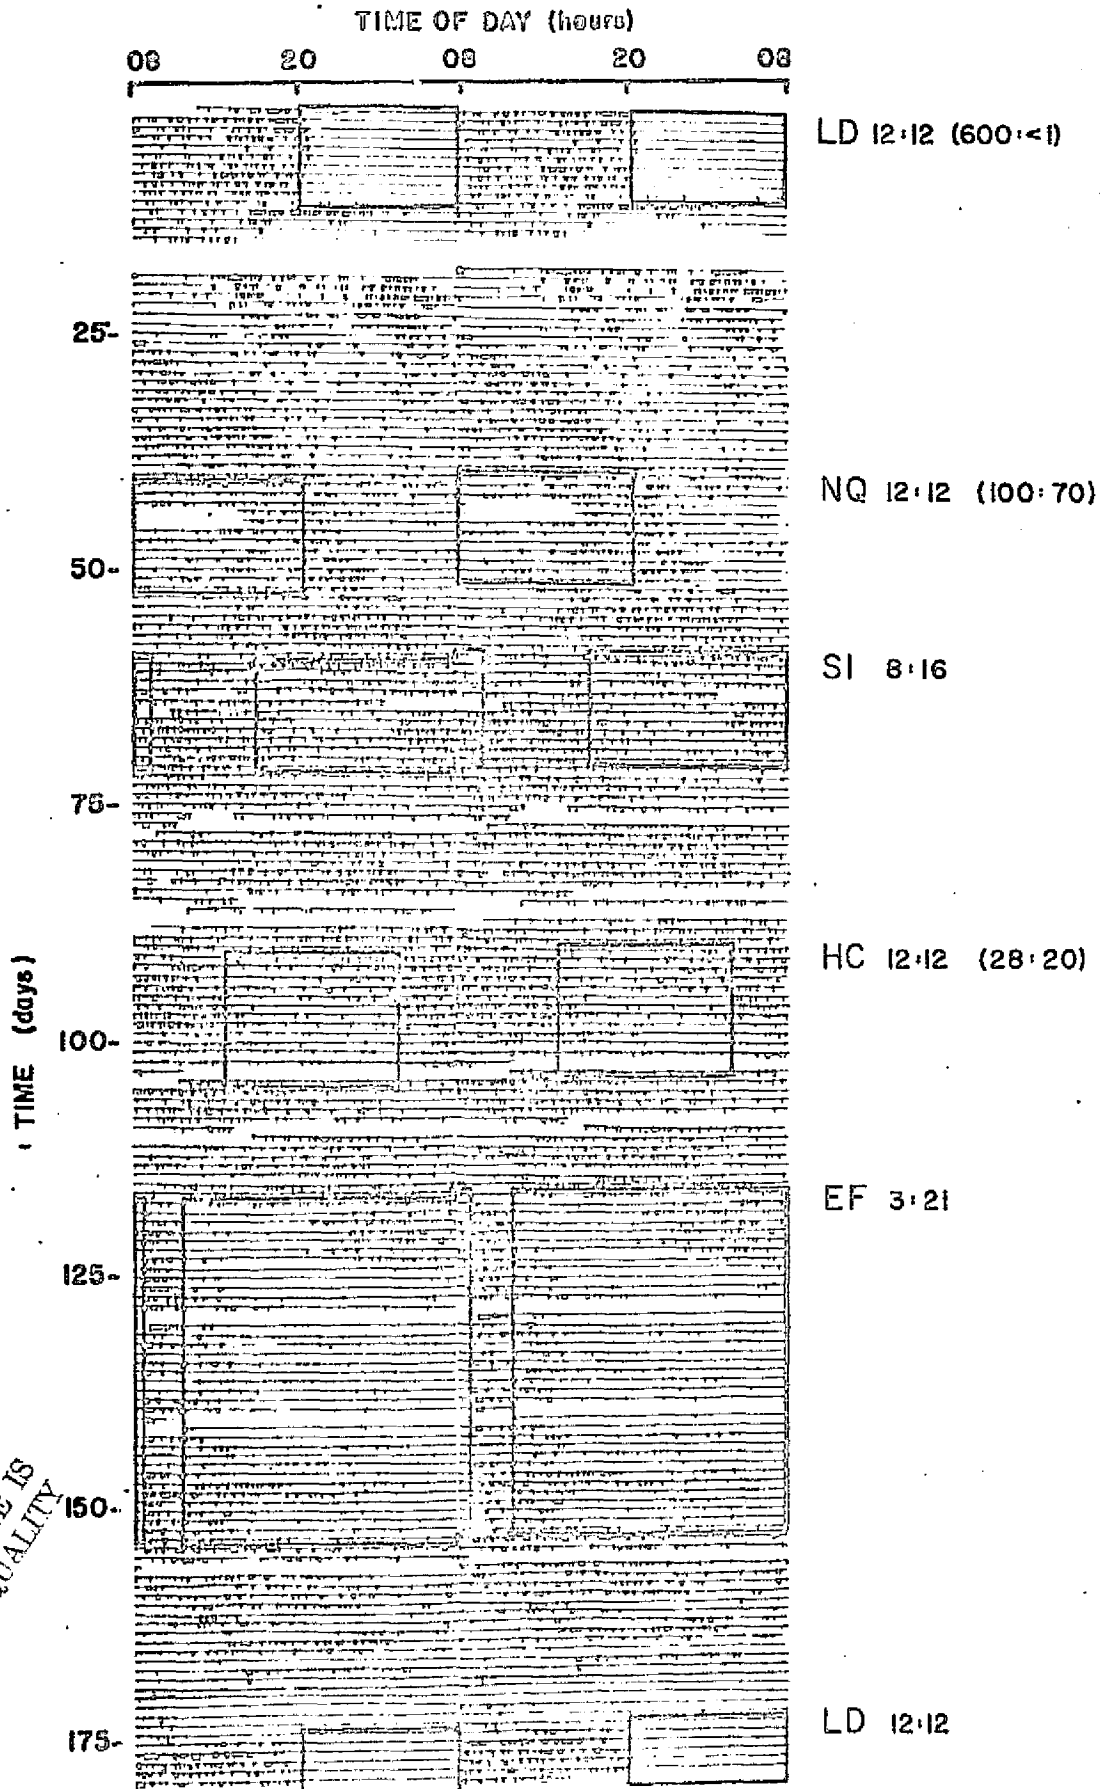 TIME OF DAY (hours)
08 20 08 20 08
LD 12:12 (600:<1)
25-
NQ 12:12 (100:70)
50-
SI 8:16
75-
HC 12:12 (28:20)
TIME (days)
100-
EF 3:21
125-
IS
QUALITY
150-
LD 12:12
175-